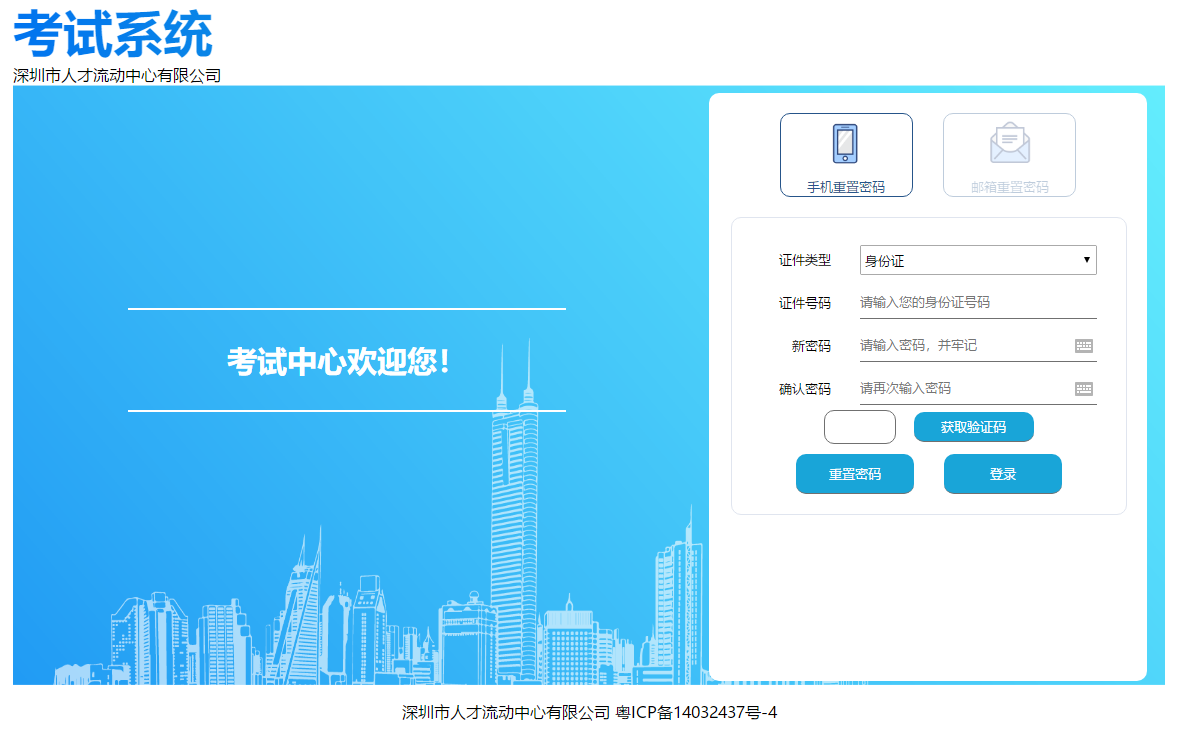 考试系统
深圳市人才流动中心有限公司
考试中心欢迎您！
手机重置密码 邮箱重置密码
证件类型 身份证
证件号码 请输入您的身份证号码
新密码 请输入密码，并牢记
确认密码 请再次输入密码
获取验证码
重置密码 登录
深圳市人才流动中心有限公司 粤ICP备14032437号-4